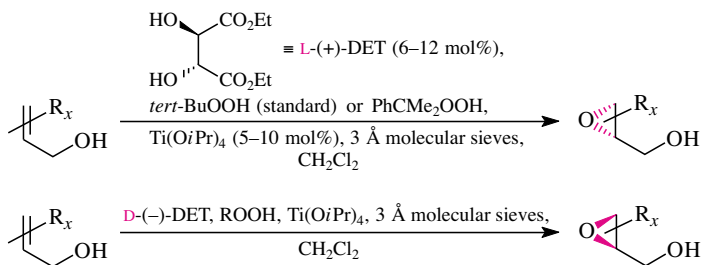 HO CO₂Et
HO CO₂Et
≡ L-(+)-DET (6–12 mol%),
tert-BuOOH (standard) or PhCMe₂OOH,
Rₓ OH
Ti(OiPr)₄ (5–10 mol%), 3 Å molecular sieves,
CH₂Cl₂
O Rₓ OH
D-(–)-DET, ROOH, Ti(OiPr)₄, 3 Å molecular sieves,
Rₓ OH
CH₂Cl₂
O Rₓ OH